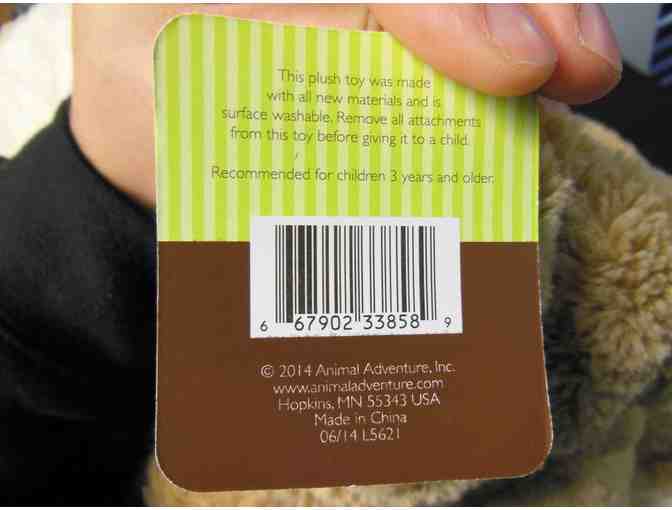 This plush toy was made
with all new materials and is
surface washable. Remove all attachments
from this toy before giving it to a child.
Recommended for children 3 years and older.
6 67902 33858 9
© 2014 Animal Adventure, Inc.
www.animaladventure.com
Hopkins, MN 55343 USA
Made in China
06/14 L5621